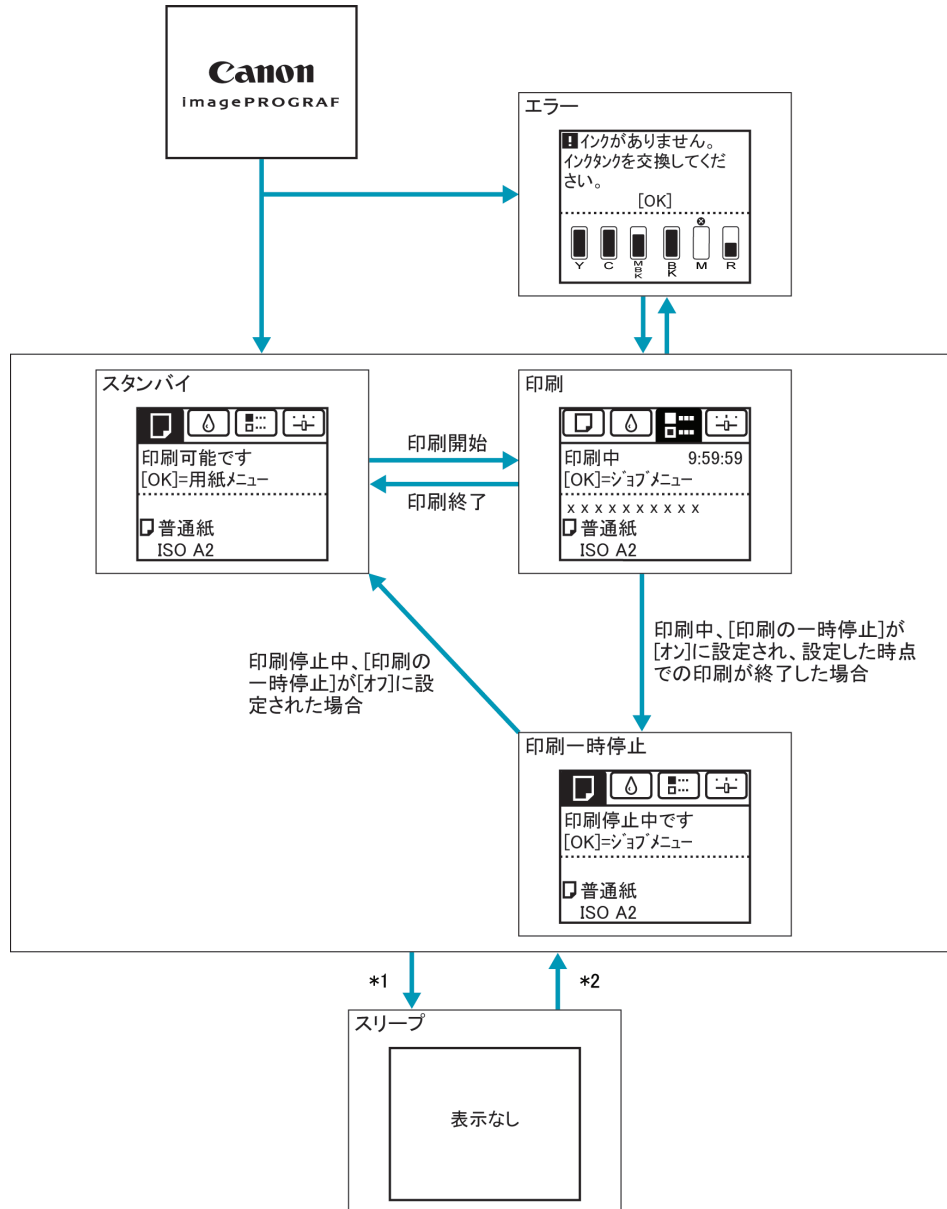 Canon
imagePROGRAF
エラー
!インクがありません。
インクタンクを交換してくだ
さい。
[OK]
Y C MBK BK M R
スタンバイ
印刷可能です
[OK]=用紙メニュー
普通紙
ISO A2
印刷開始
印刷終了
印刷
印刷中 9:59:59
[OK]=ジョブメニュー
x x x x x x x x x x
普通紙
ISO A2
印刷停止中、[印刷の
一時停止]が[オフ]に設
定された場合
印刷中、[印刷の一時停止]が
[オン]に設定され、設定した時点
での印刷が終了した場合
印刷一時停止
印刷停止中です
[OK]=ジョブメニュー
普通紙
ISO A2
*1
*2
スリープ
表示なし